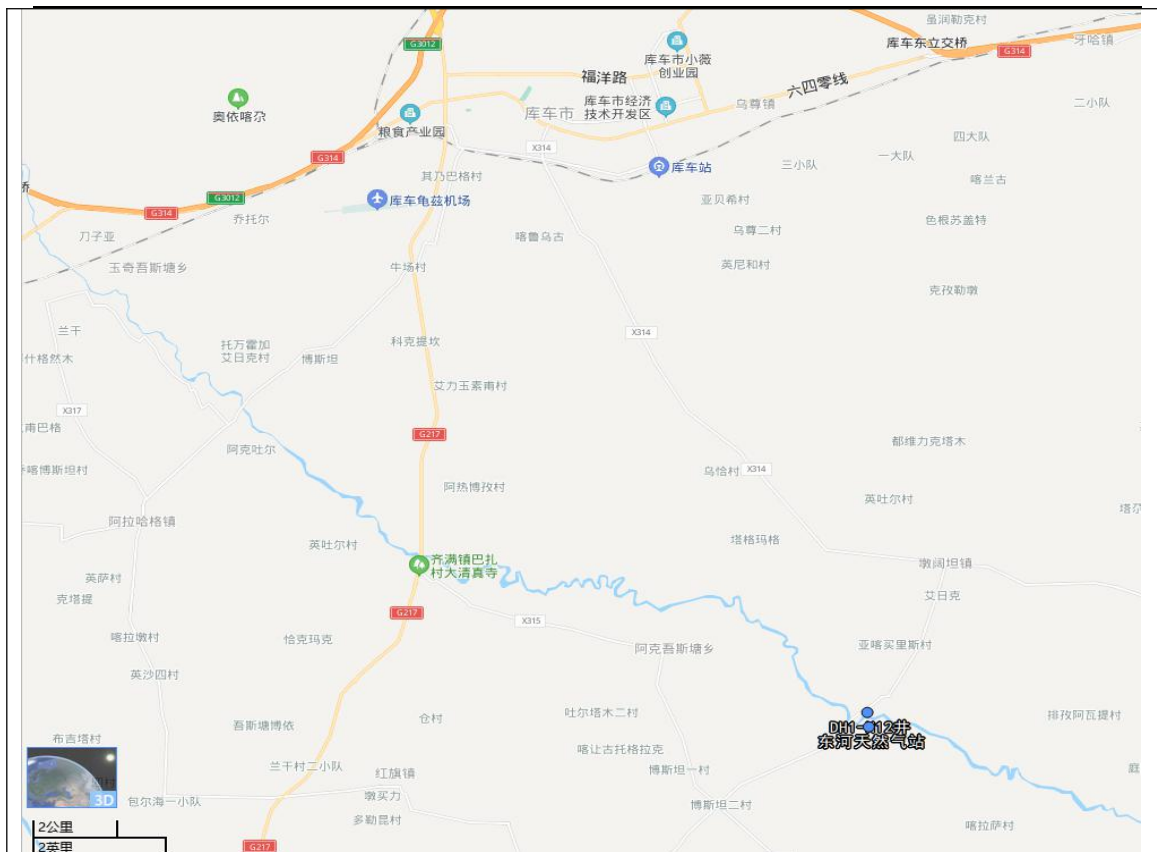 虽润勒克村
G3012
库车东立交桥
牙哈镇
G314
库车市小薇
创业园
福洋路
六四零线
奥依喀尕
库车市
库车市经济
技术开发区
乌尊镇
二小队
粮食产业园
四大队
X314
G314
一大队
库车站
三小队
其乃巴格村
喀兰古
桥
G3012
库车龟兹机场
亚贝希村
G314
乔托尔
色根苏盖特
刀子亚
喀鲁乌古
乌尊二村
玉奇吾斯塘乡
牛场村
英尼和村
克孜勒墩
兰干
X314
托万霍加
艾日克村
科克提坎
什格然木
博斯坦
艾力玉素甫村
X317
甫巴格
G217
都维力克塔木
阿克吐尔
喀博斯坦村
乌恰村
X314
阿热博孜村
英吐尔村
塔尕
阿拉哈格镇
塔格玛格
英吐尔村
齐满镇巴扎
村大清真寺
墩阔坦镇
英萨村
克塔提
艾日克
G217
X315
喀拉墩村
恰克玛克
阿克吾斯塘乡
亚喀买里斯村
英沙四村
仓村
吐尔塔木二村
排孜阿瓦提村
吾斯塘博依
DH1-H12井
东河天然气站
布吉塔村
喀让古托格拉克
兰干村二小队
红旗镇
博斯坦一村
庭
3D
包尔海一小队
墩买力
博斯坦二村
多勒昆村
喀拉萨村
2公里
G217
2英里